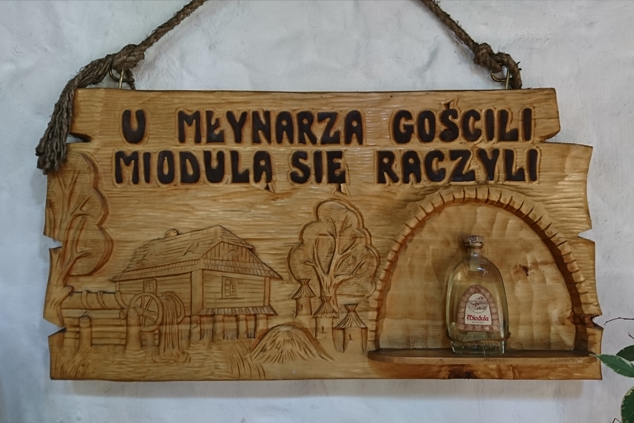 U MŁYNARZA GOŚCILI
MIODULĄ SIĘ RACZYLI
Miodula